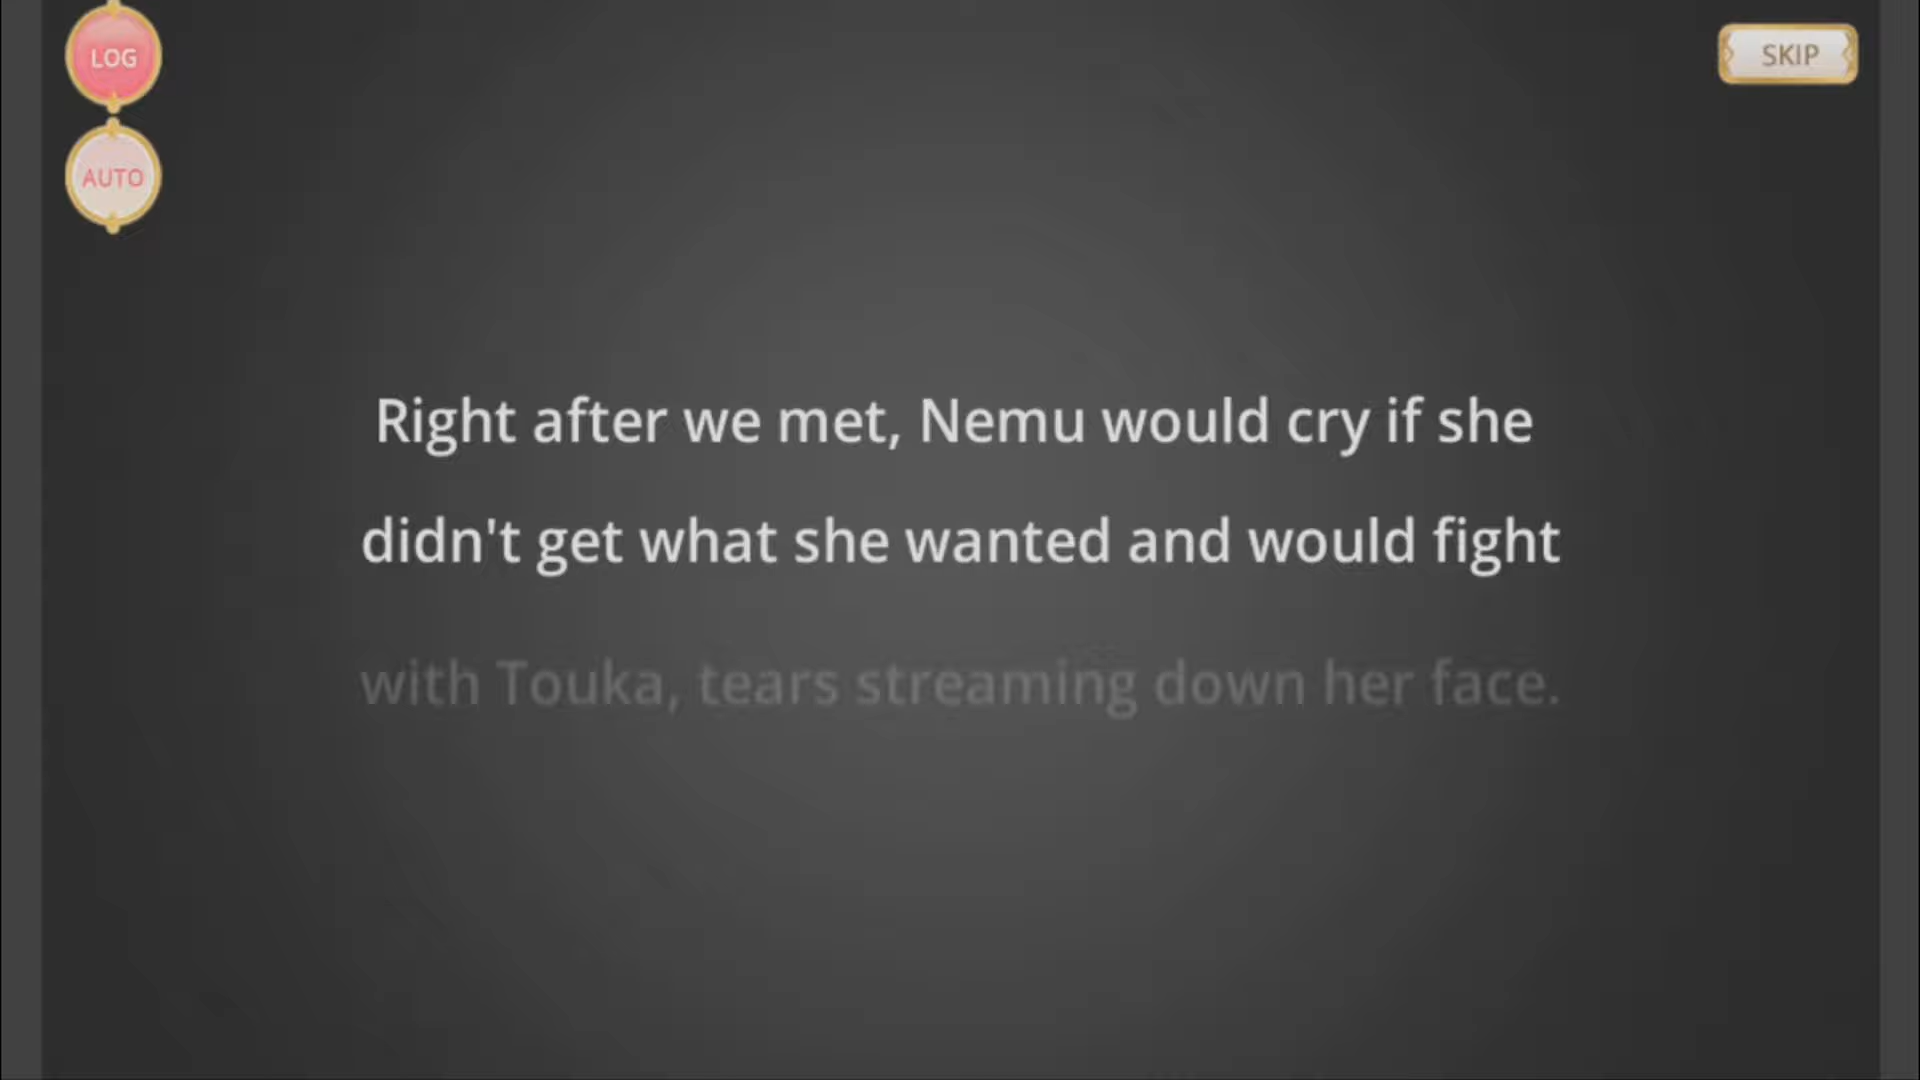 LOG
SKIP
AUTO
Right after we met, Nemu would cry if she
didn't get what she wanted and would fight
with Touka, tears streaming down her face.